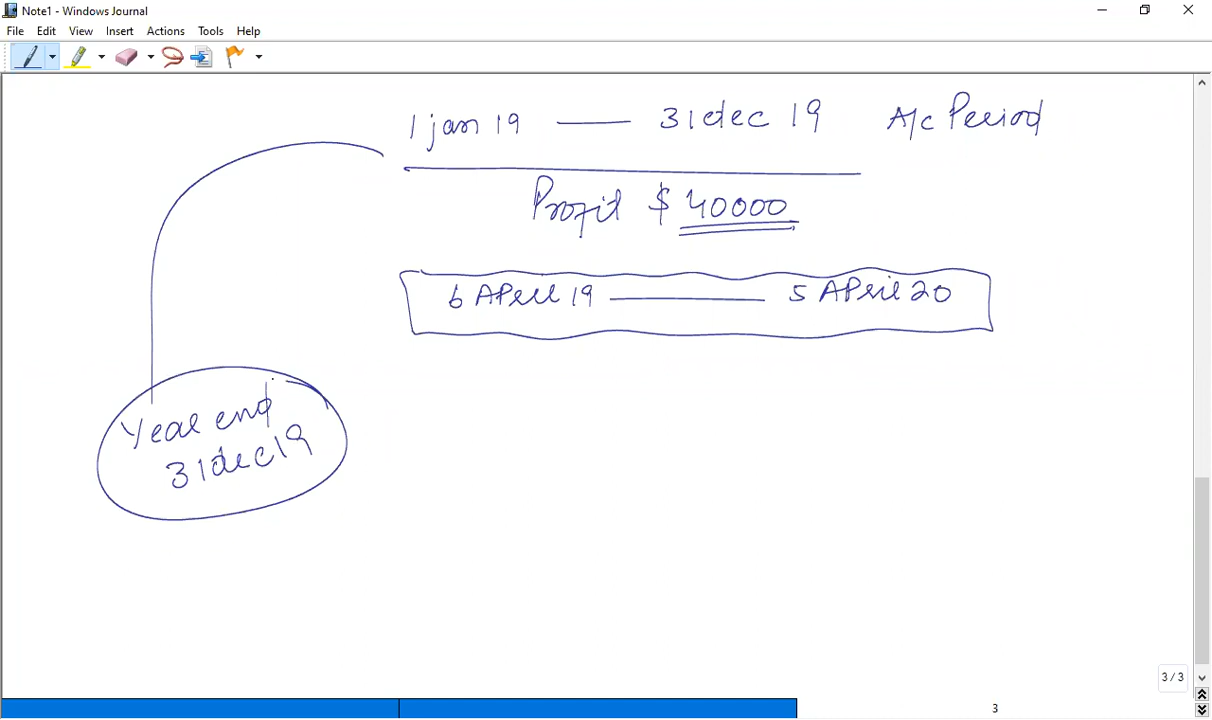 Note1 - Windows Journal
File Edit View Insert Actions Tools Help
1 jan 19 — 31 dec 19 A/c Period
Profit $ 40000
6 APril 19 — 5 APril 20
Year end
31 dec 19
3 / 3
3